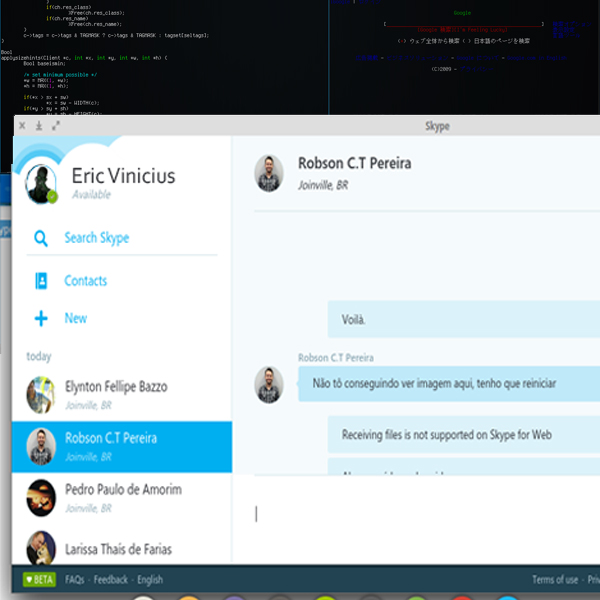 if(ch.res_class)
XFree(ch.res_class);
if(ch.res_name)
XFree(ch.res_name);
c->tags = c->tags & TAGMASK ? c->tags & TAGMASK : tagset[seltags];
}
Bool
applysizehints(Client *c, int *x, int *y, int *w, int *h) {
Bool baseismin;
/* set minimum possible */
*w = MAX(1, *w);
*h = MAX(1, *h);
if(*x > sx + sw)
*x = sw - WIDTH(c);
if(*y > sy + sh)
Google
(·) ウェブ全体から検索 ( ) 日本語のページを検索
(C)2009 -
Skype
Eric Vinicius
Available
Search Skype
Contacts
New
today
Elynton Fellipe Bazzo
Joinville, BR
Robson C.T Pereira
Joinville, BR
Pedro Paulo de Amorim
Joinville, BR
Larissa Thaís de Farias
Robson C.T Pereira
Joinville, BR
Voilà.
Robson C.T Pereira
Não tô conseguindo ver imagem aqui, tenho que reiniciar
Receiving files is not supported on Skype for Web
BETA FAQs · Feedback · English
Terms of use · Priv